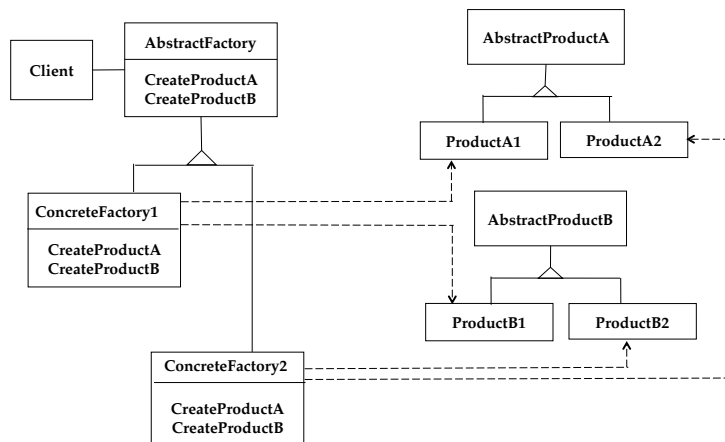 AbstractFactory
Client
CreateProductA
CreateProductB
AbstractProductA
ProductA1
ProductA2
ConcreteFactory1
CreateProductA
CreateProductB
AbstractProductB
ProductB1
ProductB2
ConcreteFactory2
CreateProductA
CreateProductB